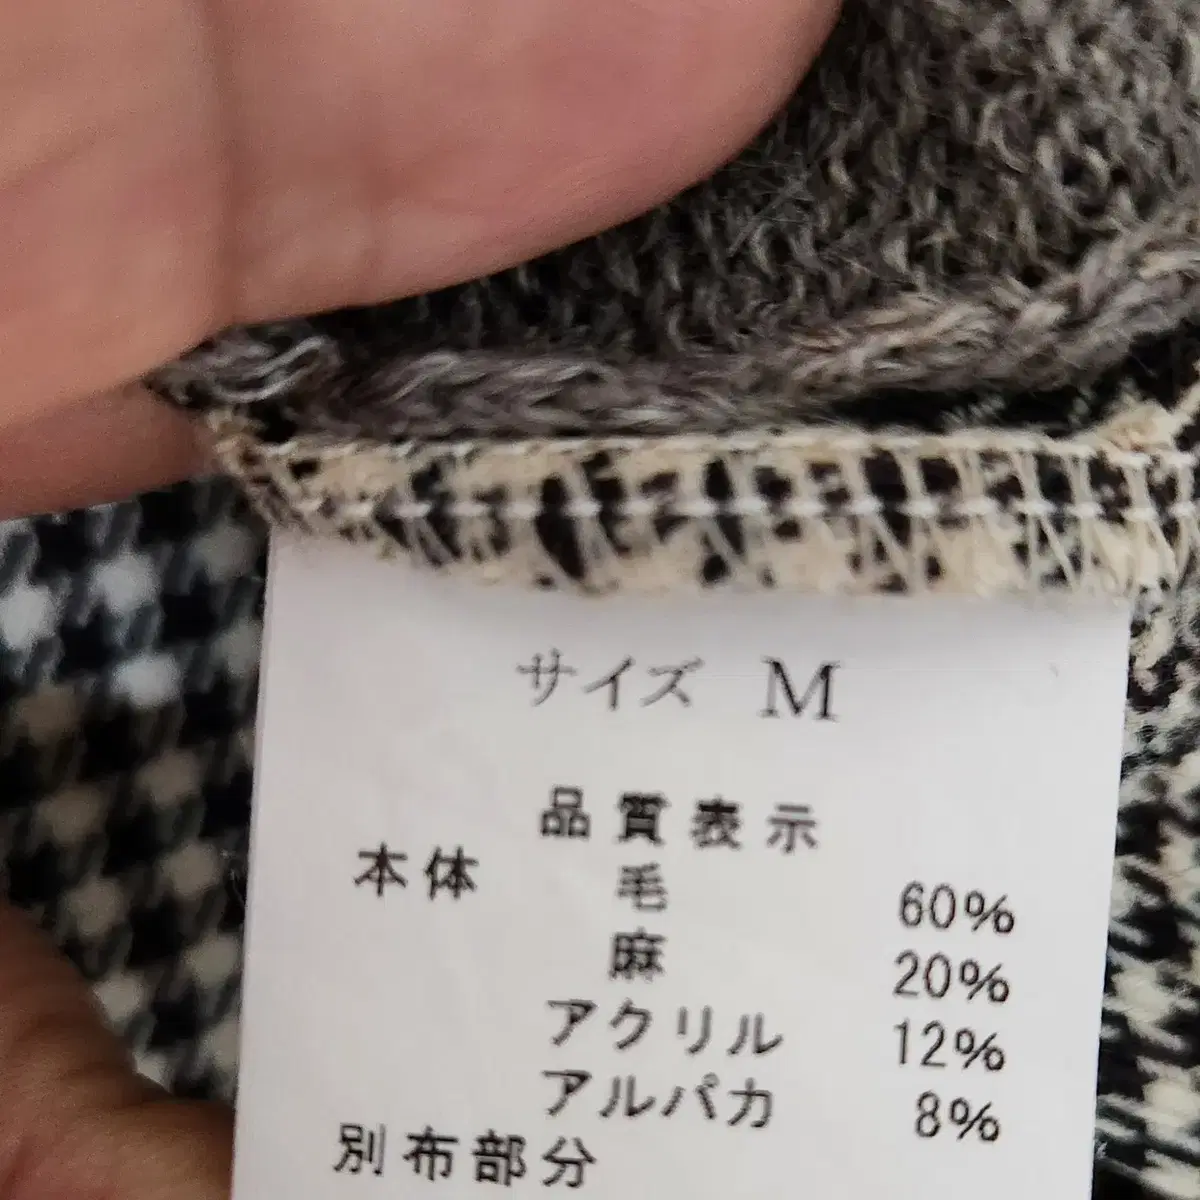 サイズ M
品質表示
本体 毛 60%
麻 20%
アクリル 12%
アルパカ 8%
別布部分